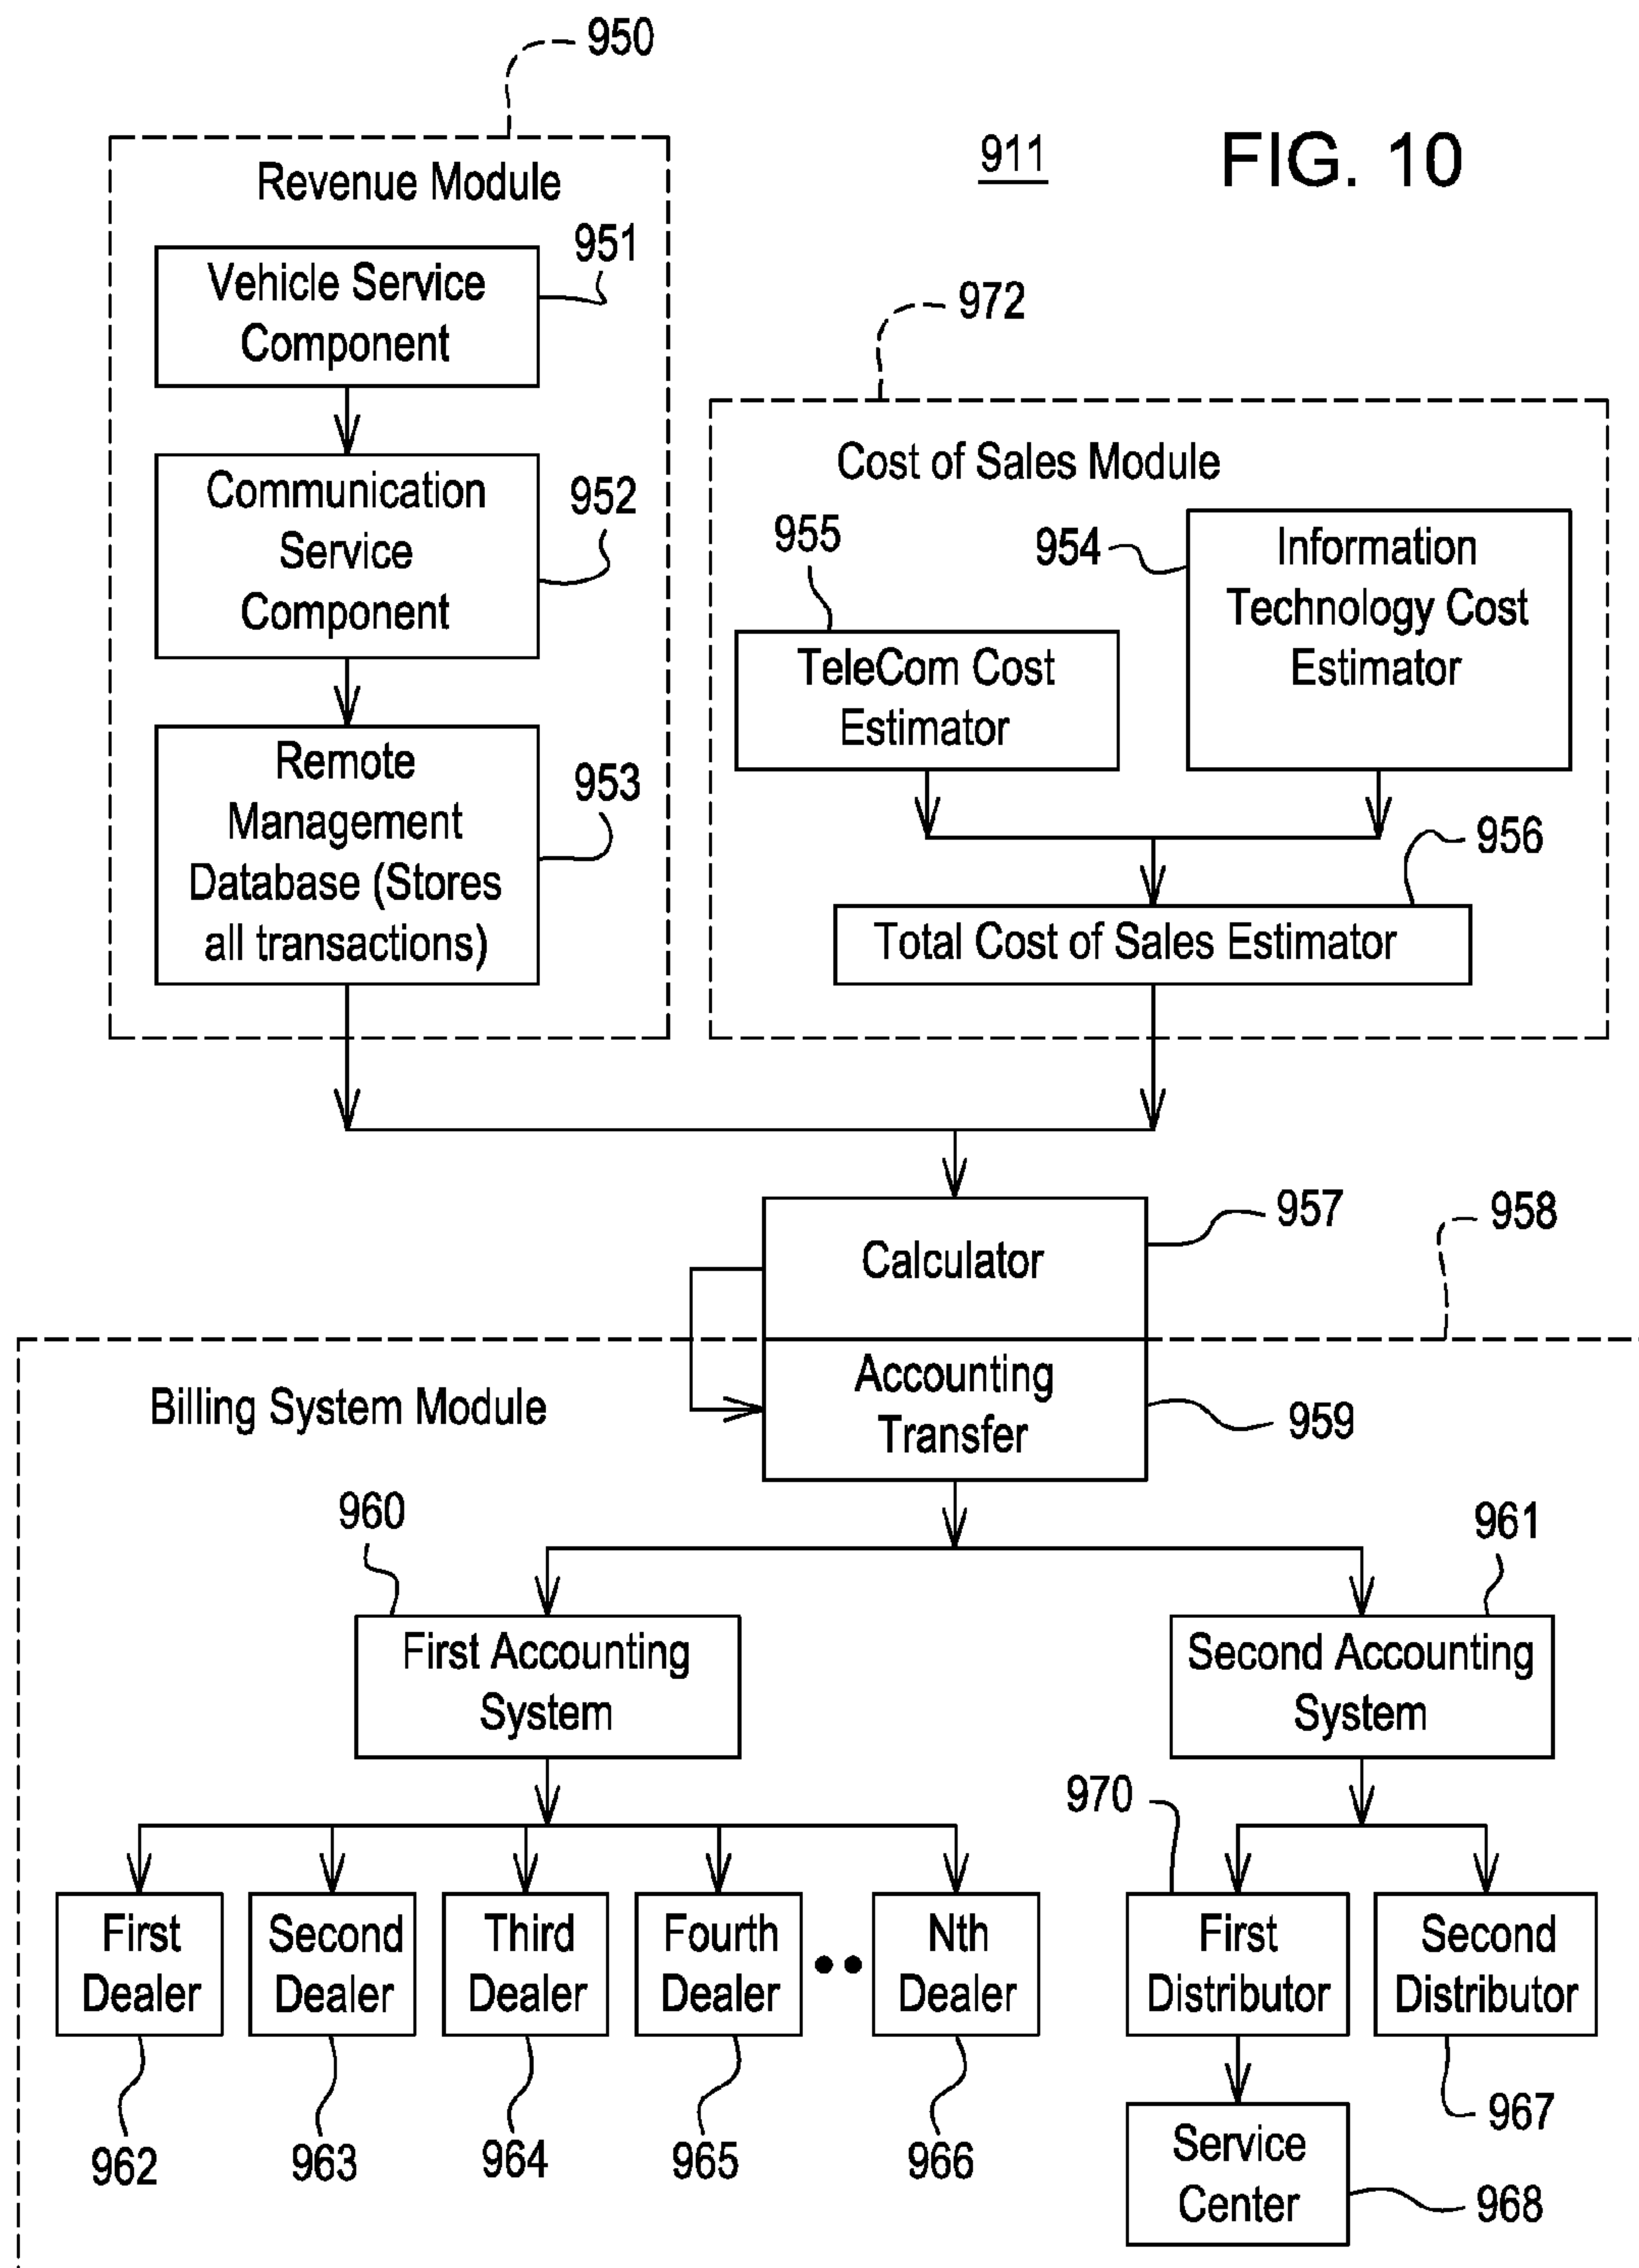 950
911
FIG. 10
Revenue Module
951
Vehicle Service
Component
972
Communication
Service
Component
952
Cost of Sales Module
955
954
Information
Technology Cost
Estimator
TeleCom Cost
Estimator
Remote
Management
Database (Stores
all transactions)
953
956
Total Cost of Sales Estimator
957
958
Calculator
Billing System Module
Accounting
Transfer
959
960
961
First Accounting
System
Second Accounting
System
970
First
Dealer
Second
Dealer
Third
Dealer
Fourth
Dealer
Nth
Dealer
First
Distributor
Second
Distributor
962
963
964
965
966
967
Service
Center
968